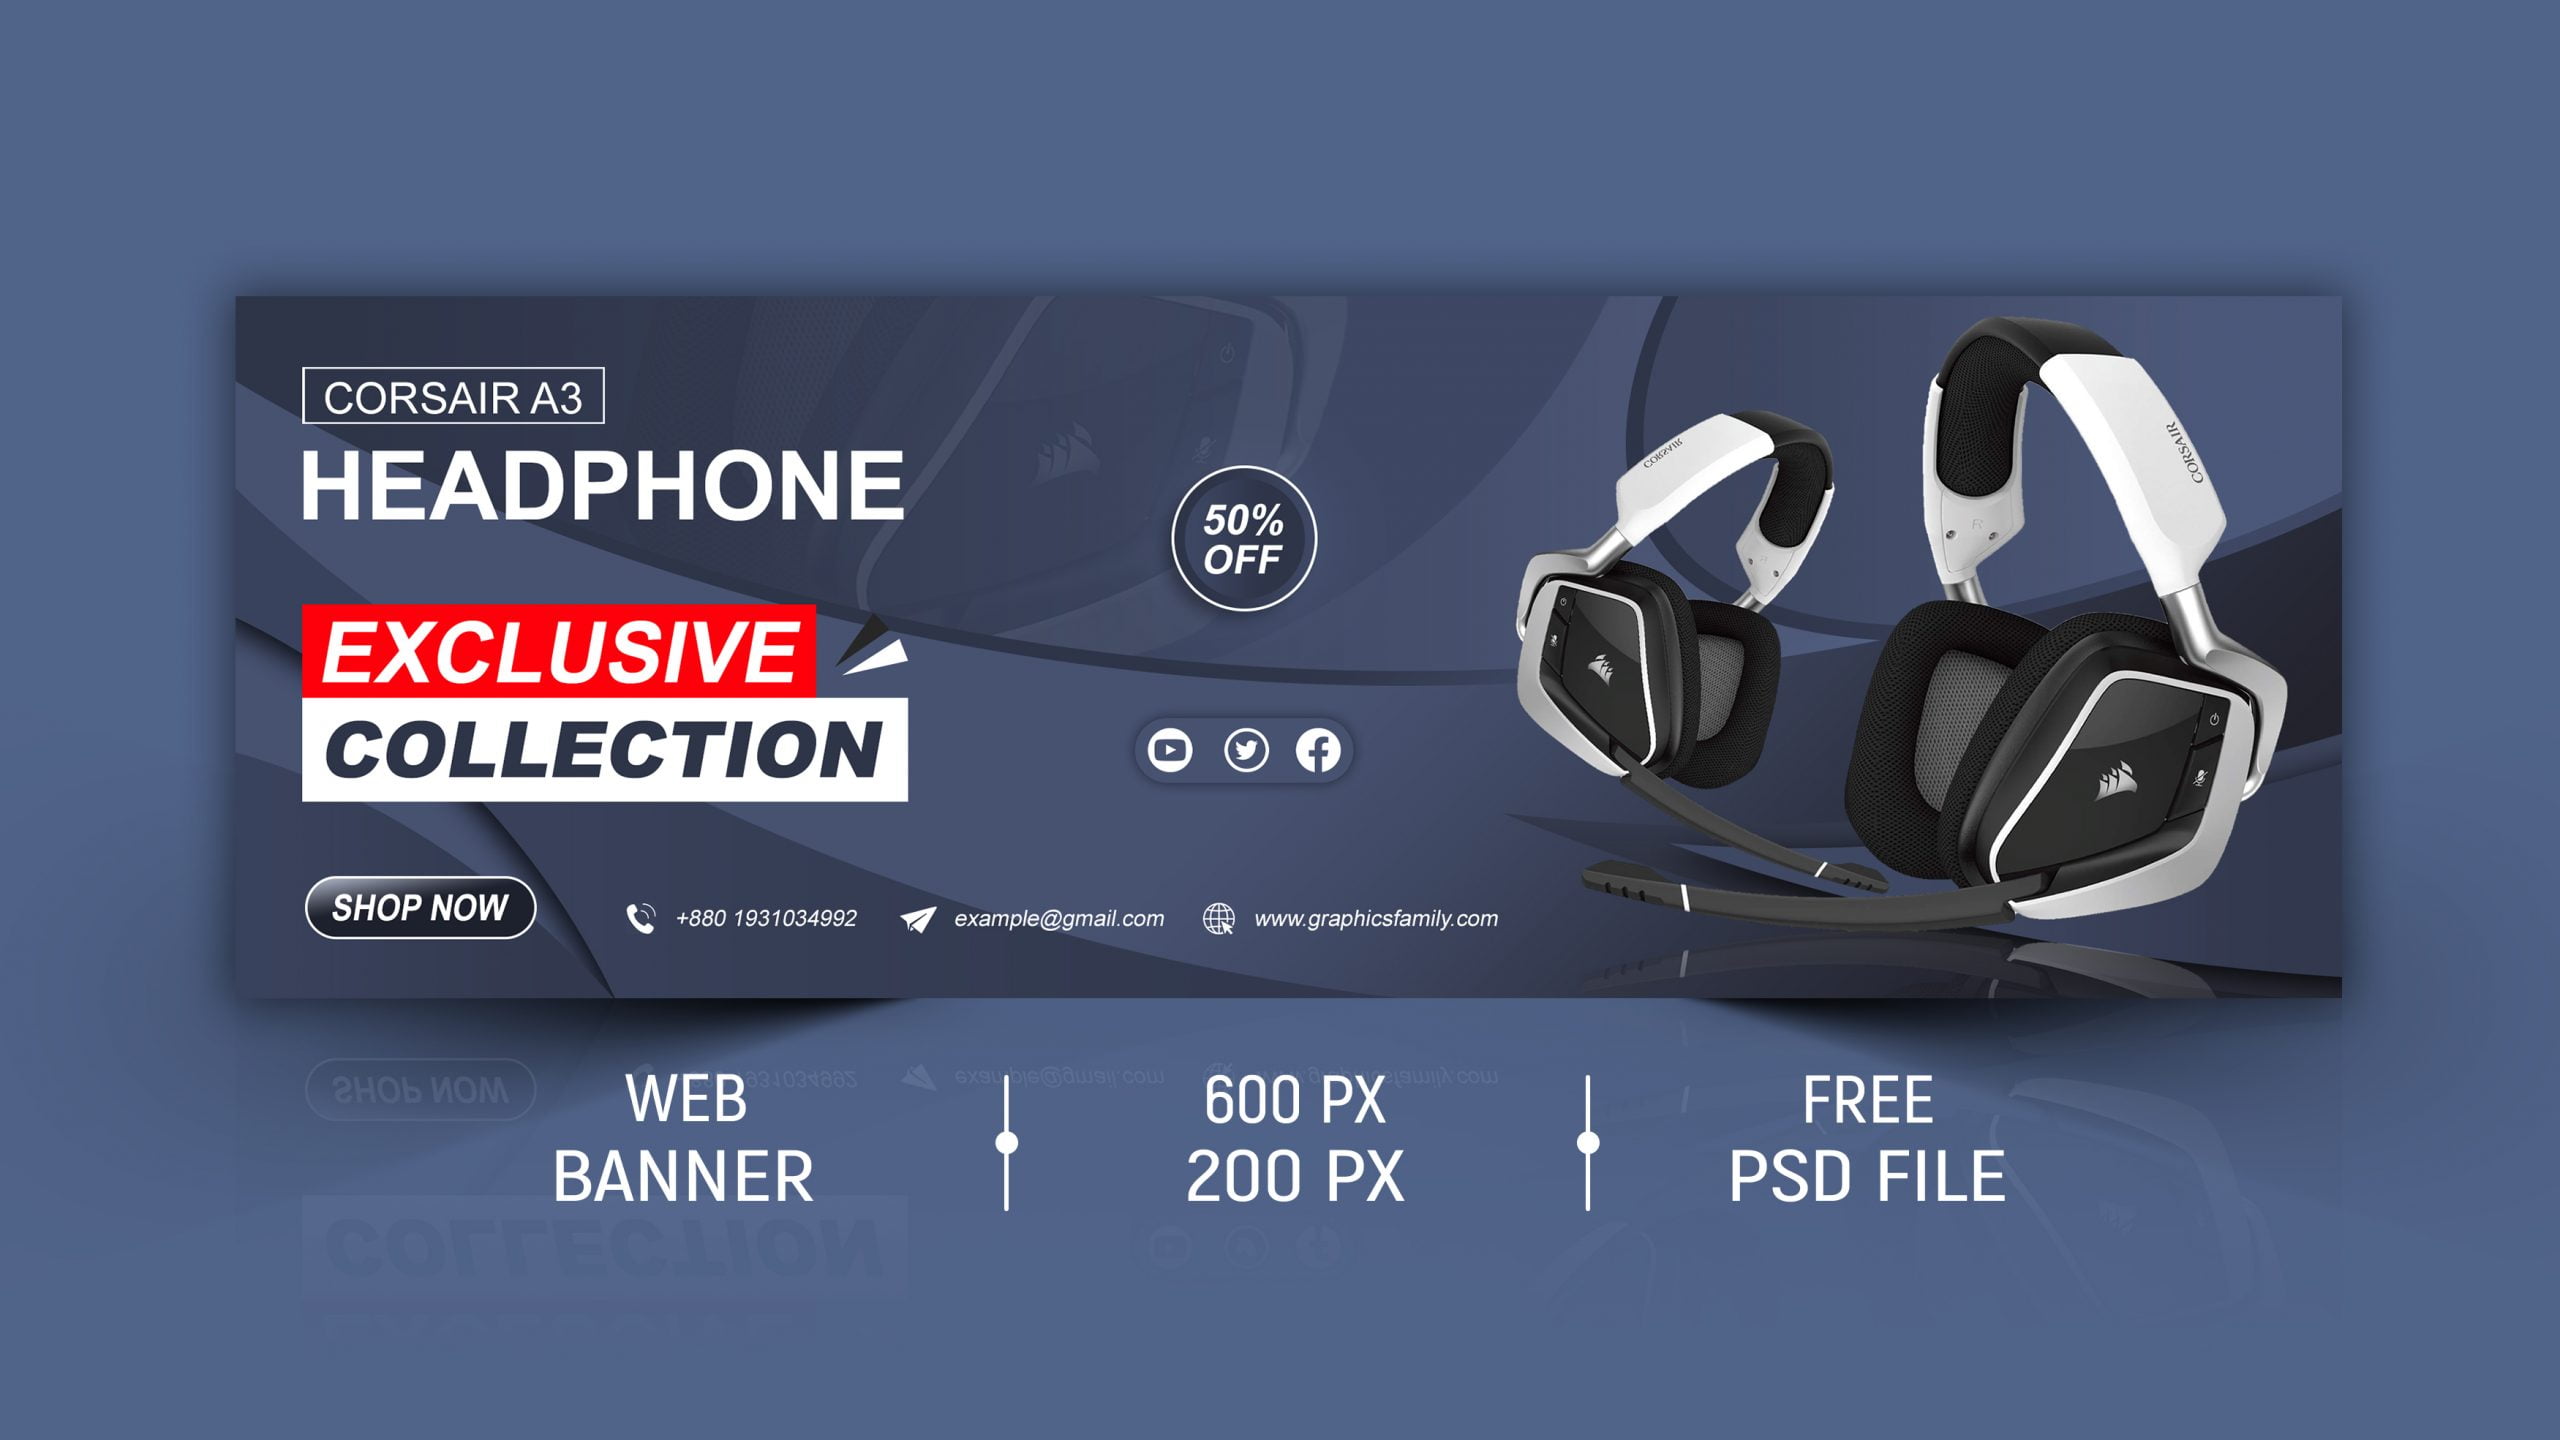 CORSAIR A3
HEADPHONE
EXCLUSIVE
COLLECTION
50%
OFF
SHOP NOW
+880 1931034992
example@gmail.com
www.graphicsfamily.com
CORSAIR
CORSAIR
WEB
BANNER
600 PX
200 PX
FREE
PSD FILE